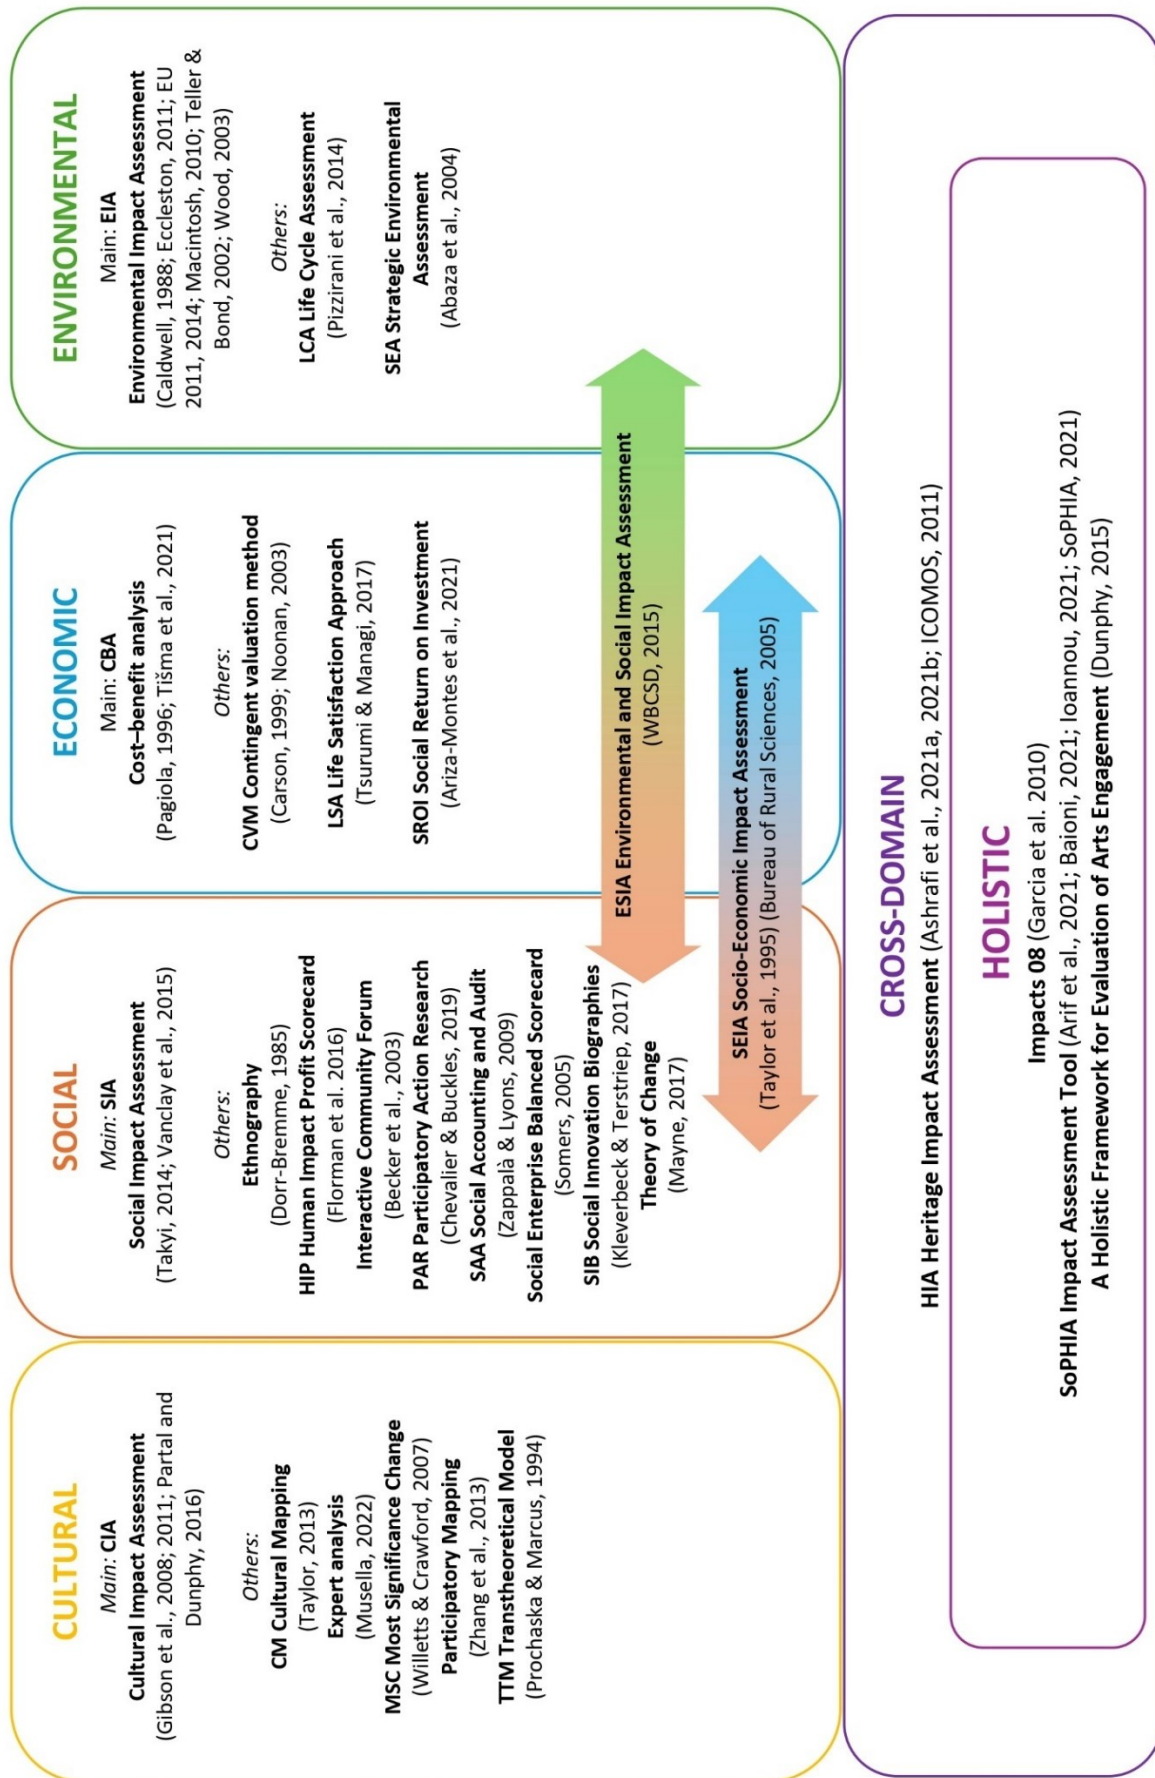 CULTURAL
Main: CIA
Cultural Impact Assessment
(Gibson et al., 2008; 2011; Partal and
Dunphy, 2016)
Others:
CM Cultural Mapping
(Taylor, 2013)
Expert analysis
(Musella, 2022)
MSC Most Significance Change
(Willetts & Crawford, 2007)
Participatory Mapping
(Zhang et al., 2013)
TTM Transtheoretical Model
(Prochaska & Marcus, 1994)
SOCIAL
Main: SIA
Social Impact Assessment
(Takyi, 2014; Vanclay et al., 2015)
Others:
Ethnography
(Dorr-Bremme, 1985)
HIP Human Impact Profit Scorecard
(Florman et al. 2016)
Interactive Community Forum
(Becker et al., 2003)
PAR Participatory Action Research
(Chevalier & Buckles, 2019)
SAA Social Accounting and Audit
(Zappalà & Lyons, 2009)
Social Enterprise Balanced Scorecard
(Somers, 2005)
SIB Social Innovation Biographies
(Kleverbeck & Terstriep, 2017)
Theory of Change
(Mayne, 2017)
ECONOMIC
Main: CBA
Cost–benefit analysis
(Pagiola, 1996; Tišma et al., 2021)
Others:
CVM Contingent valuation method
(Carson, 1999; Noonan, 2003)
LSA Life Satisfaction Approach
(Tsurumi & Managi, 2017)
SROI Social Return on Investment
(Ariza-Montes et al., 2021)
ENVIRONMENTAL
Main: EIA
Environmental Impact Assessment
(Caldwell, 1988; Eccleston, 2011; EU
2011, 2014; Macintosh, 2010; Teller &
Bond, 2002; Wood, 2003)
Others:
LCA Life Cycle Assessment
(Pizzirani et al., 2014)
SEA Strategic Environmental
Assessment
(Abaza et al., 2004)
ESIA Environmental and Social Impact Assessment
(WBCSD, 2015)
SEIA Socio-Economic Impact Assessment
(Taylor et al., 1995) (Bureau of Rural Sciences, 2005)
CROSS-DOMAIN
HIA Heritage Impact Assessment (Ashrafi et al., 2021a, 2021b; ICOMOS, 2011)
HOLISTIC
Impacts 08 (Garcia et al. 2010)
SoPHIA Impact Assessment Tool (Arif et al., 2021; Baioni, 2021; Ioannou, 2021; SoPHIA, 2021)
A Holistic Framework for Evaluation of Arts Engagement (Dunphy, 2015)